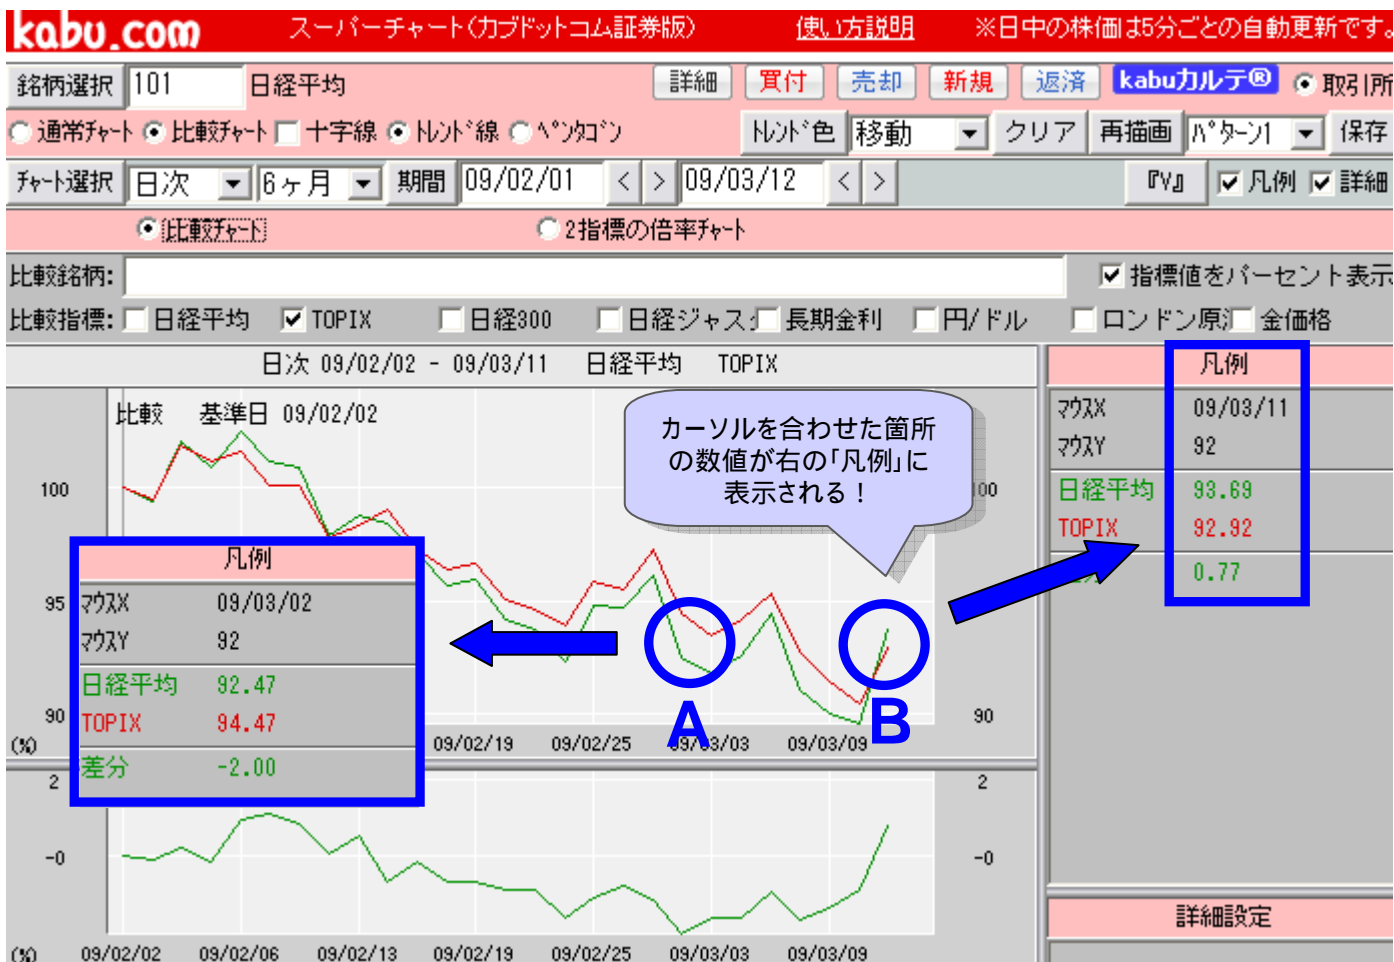 kabu.com スーパーチャート(カブドットコム証券版) 使い方説明 ※日中の株価は5分ごとの自動更新です。
銘柄選択 101 日経平均 詳細 買付 売却 新規 返済 kabuカルテ® 取引所
通常チャート 比較チャート 十字線 トレンド線 ペンタゴン トレンド色 移動 クリア 再描画 パターン1 保存
チャート選択 日次 6ヶ月 期間 09/02/01 < > 09/03/12 < > 『V』 凡例 詳細
比較チャート 2指標の倍率チャート
比較銘柄: 指標値をパーセント表示
比較指標: 日経平均 TOPIX 日経300 日経ジャス 長期金利 円/ドル ロンドン原 金価格
日次 09/02/02 - 09/03/11 日経平均 TOPIX
凡例
比較 基準日 09/02/02
カーソルを合わせた箇所
の数値が右の「凡例」に
表示される！
マウスX 09/03/11
マウスY 92
日経平均 93.69
TOPIX 92.92
0.77
100
95
90
(%)
00
90
凡例
マウスX 09/03/02
マウスY 92
日経平均 92.47
TOPIX 94.47
差分 -2.00
A
B
09/02/19 09/02/25 09/03/03 09/03/09
2
-0
(%)
2
-0
09/02/02 09/02/06 09/02/13 09/02/19 09/02/25 09/03/03 09/03/09
詳細設定